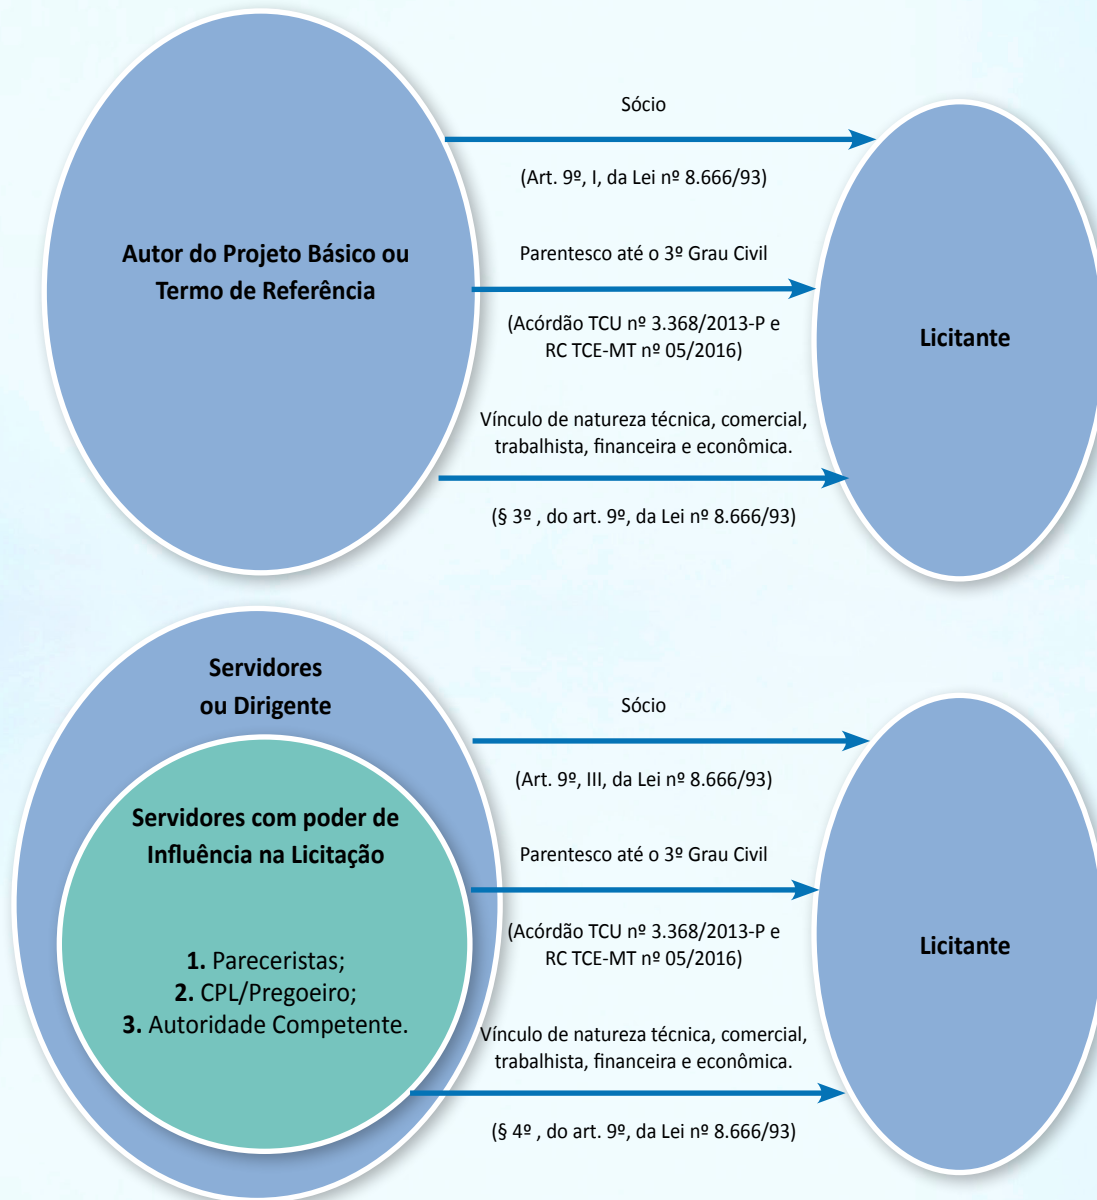 Sócio
(Art. 9º, I, da Lei nº 8.666/93)
Autor do Projeto Básico ou
Termo de Referência
Parentesco até o 3º Grau Civil
(Acórdão TCU nº 3.368/2013-P e
RC TCE-MT nº 05/2016)
Licitante
Vínculo de natureza técnica, comercial,
trabalhista, financeira e econômica.
(§ 3º , do art. 9º, da Lei nº 8.666/93)
Servidores
ou Dirigente
Sócio
(Art. 9º, III, da Lei nº 8.666/93)
Servidores com poder de
Influência na Licitação
Parentesco até o 3º Grau Civil
(Acórdão TCU nº 3.368/2013-P e
RC TCE-MT nº 05/2016)
Licitante
1. Pareceristas;
2. CPL/Pregoeiro;
3. Autoridade Competente.
Vínculo de natureza técnica, comercial,
trabalhista, financeira e econômica.
(§ 4º , do art. 9º, da Lei nº 8.666/93)